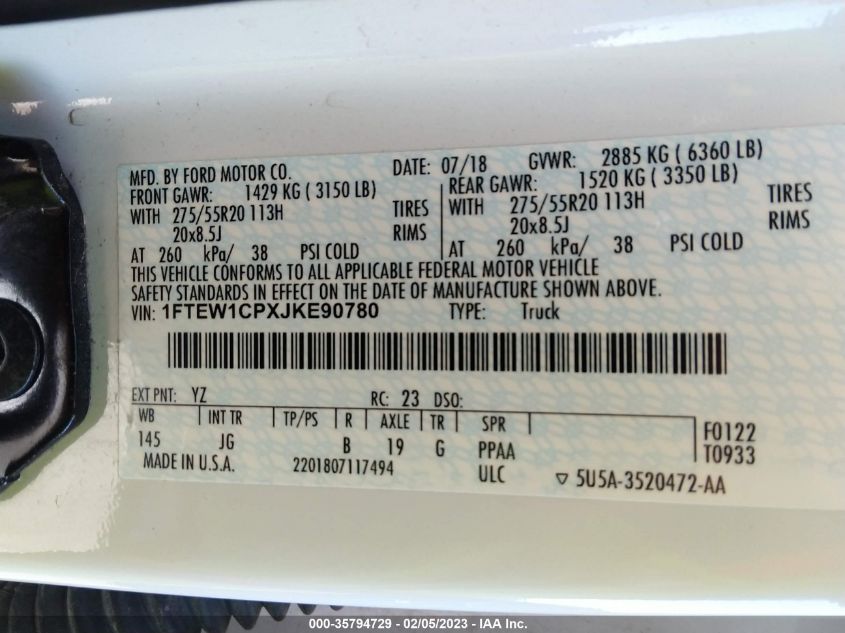 MFD. BY FORD MOTOR CO. DATE: 07/18 GVWR: 2885 KG ( 6360 LB)
FRONT GAWR: 1429 KG ( 3150 LB) REAR GAWR: 1520 KG ( 3350 LB)
WITH 275/55R20 113H TIRES WITH 275/55R20 113H TIRES
20x8.5J RIMS 20x8.5J RIMS
AT 260 kPa/ 38 PSI COLD AT 260 kPa/ 38 PSI COLD
THIS VEHICLE CONFORMS TO ALL APPLICABLE FEDERAL MOTOR VEHICLE
SAFETY STANDARDS IN EFFECT ON THE DATE OF MANUFACTURE SHOWN ABOVE.
VIN: 1FTEW1CPXJKE90780 TYPE: Truck
EXT PNT: YZ RC: 23 DSO:
WB INT TR TP/PS R AXLE TR SPR
145 JG B 19 G PPAA
F0122
T0933
MADE IN U.S.A. 2201807117494 ULC ▽ 5U5A-3520472-AA
000-35794729 - 02/05/2023 - IAA Inc.